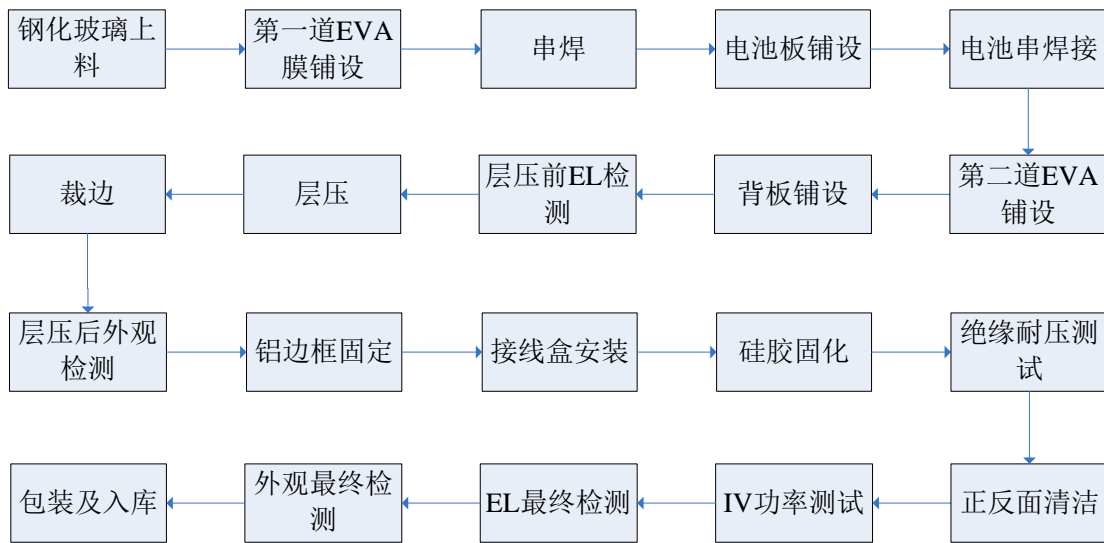 钢化玻璃上
料
第一道EVA
膜铺设
串焊
电池板铺设
电池串焊接
第二道EVA
铺设
背板铺设
层压前EL检
测
层压
裁边
层压后外观
检测
铝边框固定
接线盒安装
硅胶固化
绝缘耐压测
试
正反面清洁
IV功率测试
EL最终检测
外观最终检
测
包装及入库